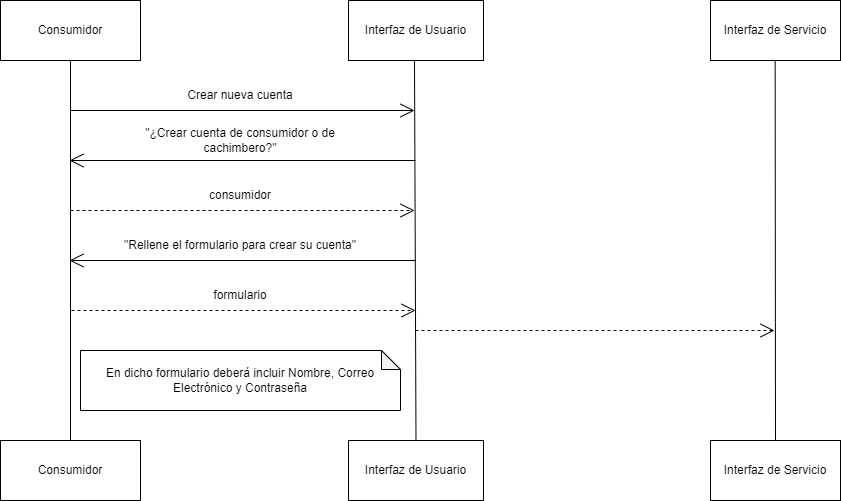 Consumidor
Interfaz de Usuario
Interfaz de Servicio
Crear nueva cuenta
"¿Crear cuenta de consumidor o de
cachimbero?"
consumidor
"Rellene el formulario para crear su cuenta"
formulario
En dicho formulario deberá incluir Nombre, Correo
Electrónico y Contraseña
Consumidor
Interfaz de Usuario
Interfaz de Servicio